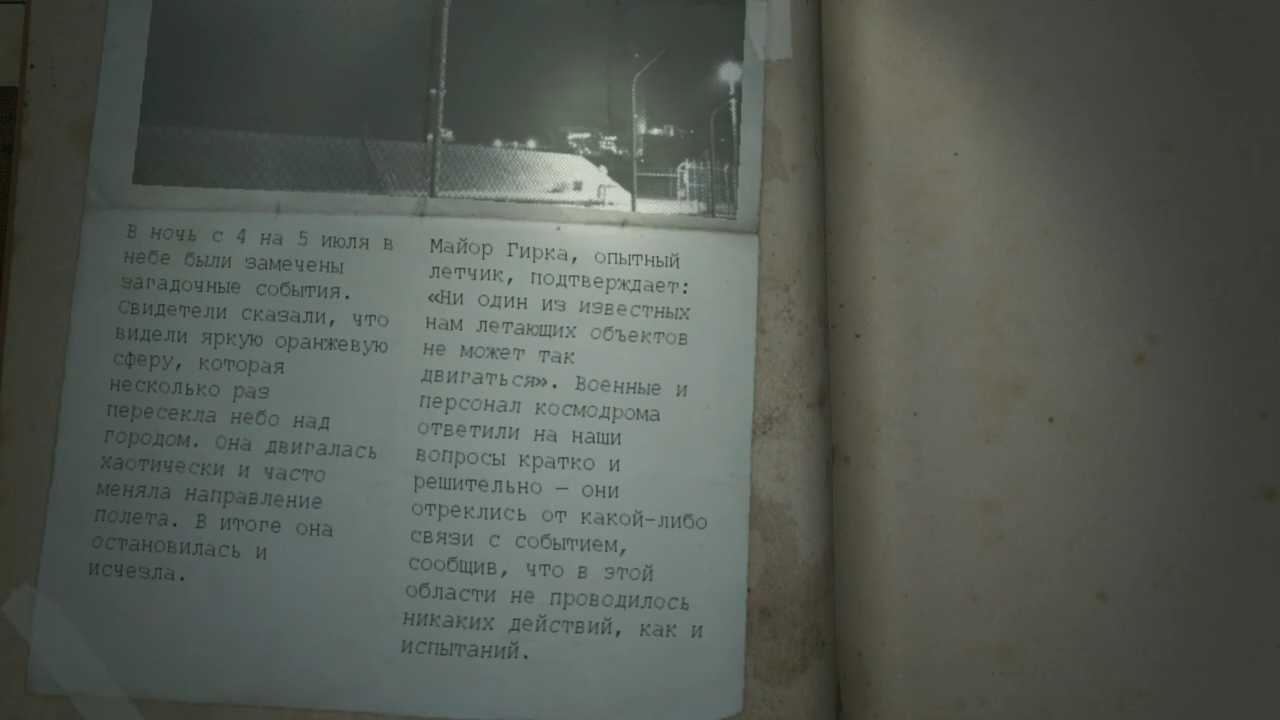 В ночь с 4 на 5 июля в
небе были замечены
загадочные события.
Свидетели сказали, что
видели яркую оранжевую
сферу, которая
несколько раз
пересекла небо над
городом. Она двигалась
хаотически и часто
меняла направление
полета. В итоге она
остановилась и
исчезла.
Майор Гирка, опытный
летчик, подтверждает:
«Ни один из известных
нам летающих объектов
не может так
двигаться». Военные и
персонал космодрома
ответили на наши
вопросы кратко и
решительно — они
отреклись от какой-либо
связи с событием,
сообщив, что в этой
области не проводилось
никаких действий, как и
испытаний.